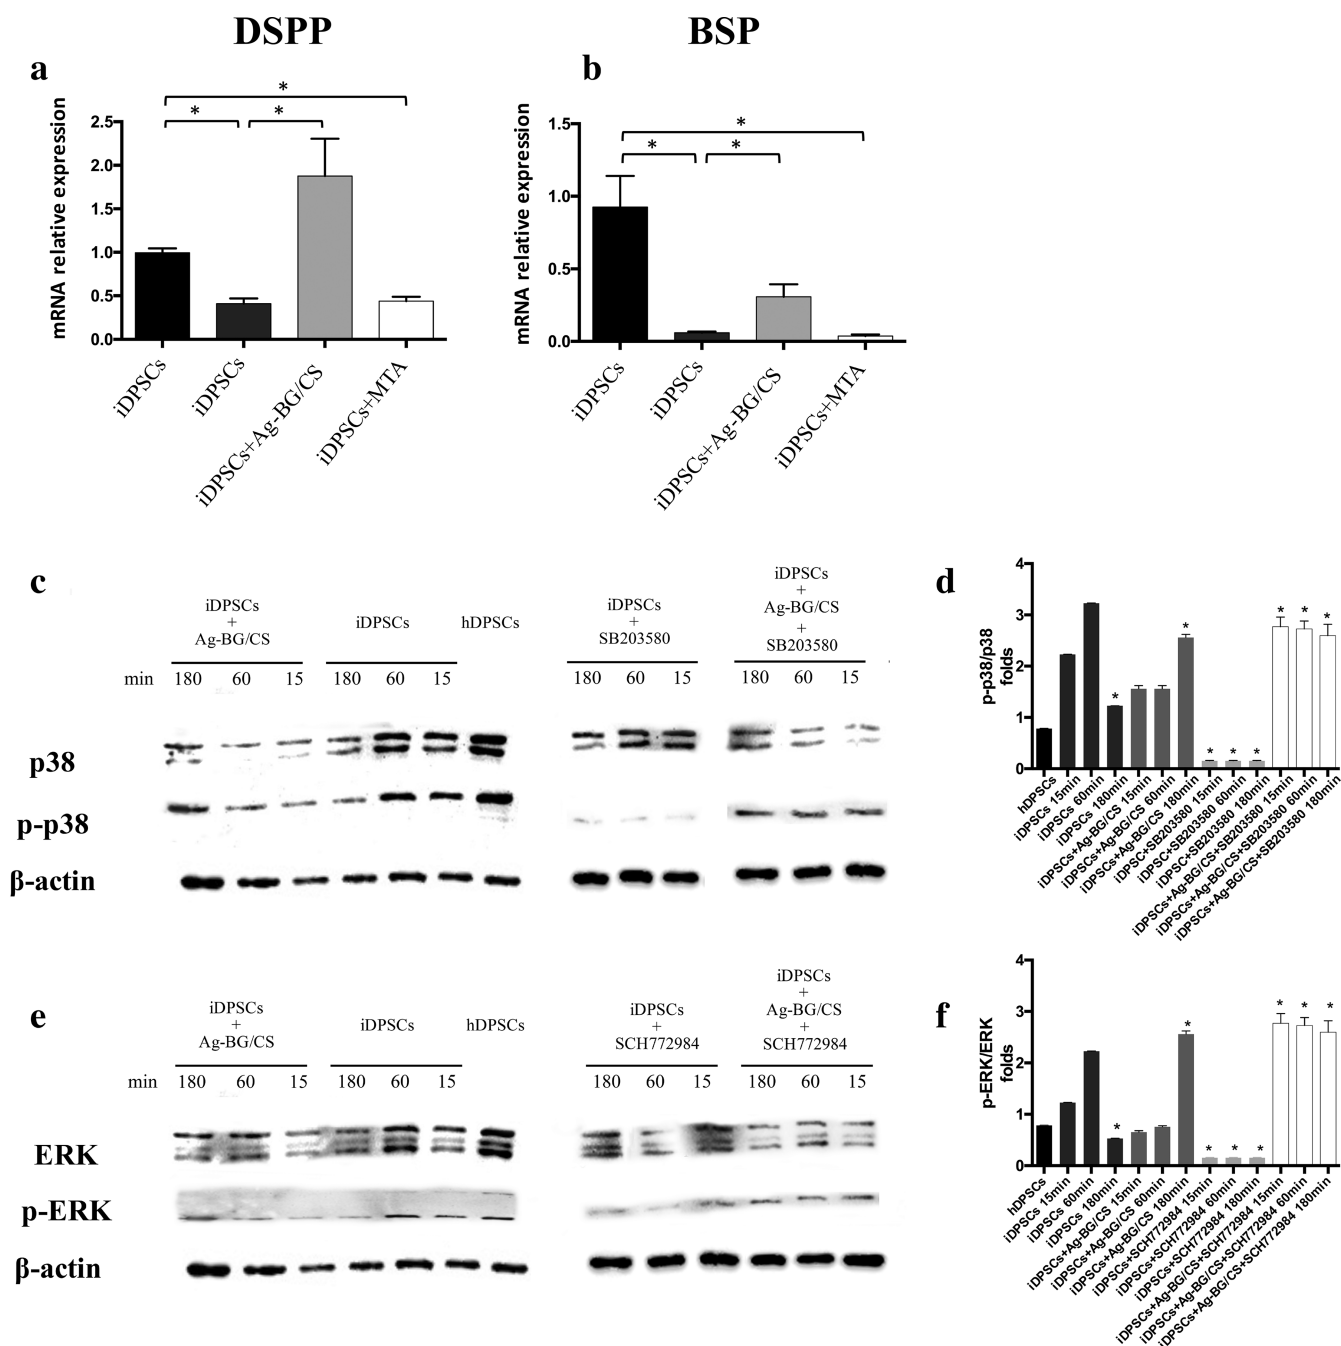 DSPP
BSP
a
b
mRNA relative expression
2.5
2.0
1.5
1.0
0.5
0.0
*
*
*
iDPSCs
iDPSCs
iDPSCs+Ag-BG/CS
iDPSCs+MTA
mRNA relative expression
1.5
1.0
0.5
0.0
*
*
*
iDPSCs
iDPSCs
iDPSCs+Ag-BG/CS
iDPSCs+MTA
c
iDPSCs
+
Ag-BG/CS
iDPSCs
hDPSCs
iDPSCs
+
SB203580
iDPSCs
+
Ag-BG/CS
+
SB203580
min 180 60 15 180 60 15 180 60 15 180 60 15
p38
p-p38
β-actin
d
p-p38/p38
folds
4
3
2
1
0
* * * * * * * *
hDPSCs
iDPSCs 15min
iDPSCs 60min
iDPSCs 180min
iDPSCs+Ag-BG/CS 15min
iDPSCs+Ag-BG/CS 60min
iDPSCs+Ag-BG/CS 180min
iDPSC+SB203580 15min
iDPSC+SB203580 60min
iDPSC+SB203580 180min
iDPSCs+Ag-BG/CS+SB203580 15min
iDPSCs+Ag-BG/CS+SB203580 60min
iDPSCs+Ag-BG/CS+SB203580 180min
e
iDPSCs
+
Ag-BG/CS
iDPSCs
hDPSCs
iDPSCs
+
SCH772984
iDPSCs
+
Ag-BG/CS
+
SCH772984
min 180 60 15 180 60 15 180 60 15 180 60 15
ERK
p-ERK
β-actin
f
p-ERK/ERK
folds
4
3
2
1
0
* * * * * * * *
hDPSCs
iDPSCs 15min
iDPSCs 60min
iDPSCs 180min
iDPSCs+Ag-BG/CS 15min
iDPSCs+Ag-BG/CS 60min
iDPSCs+Ag-BG/CS 180min
iDPSCs+SCH772984 15min
iDPSCs+SCH772984 60min
iDPSCs+SCH772984 180min
iDPSCs+Ag-BG/CS+SCH772984 15min
iDPSCs+Ag-BG/CS+SCH772984 60min
iDPSCs+Ag-BG/CS+SCH772984 180min